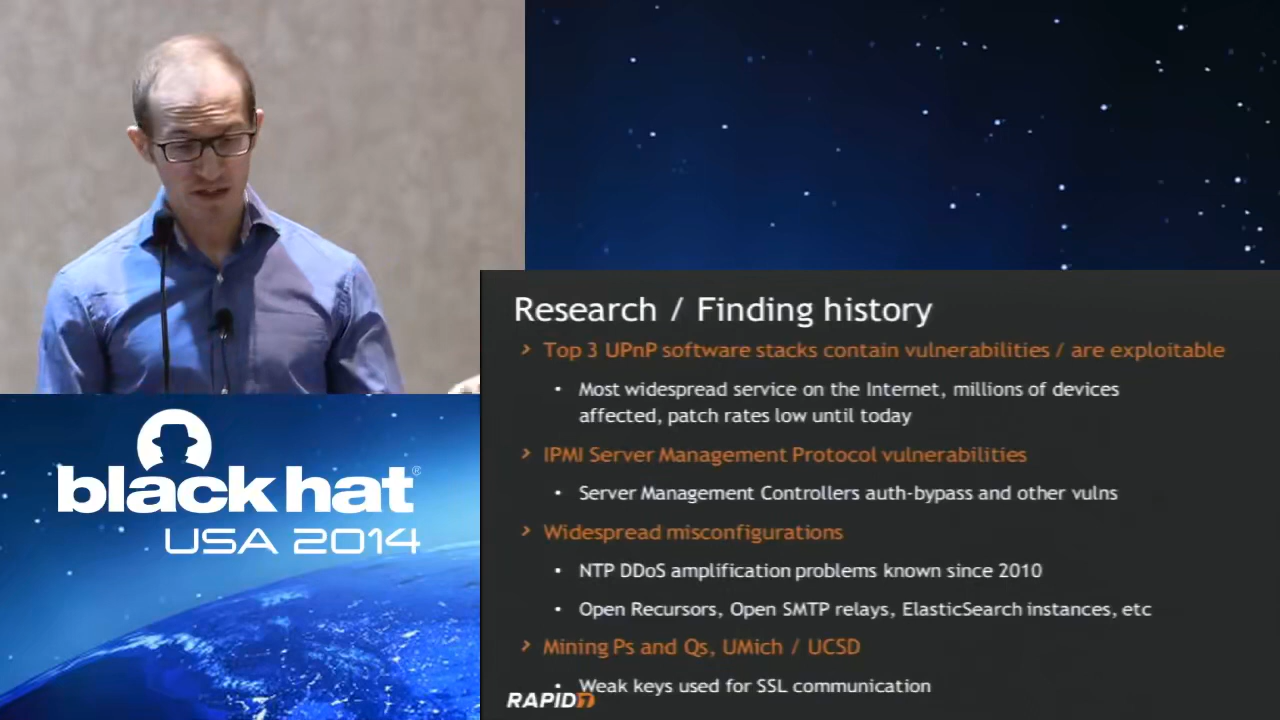 black hat®
USA 2014
Research / Finding history
› Top 3 UPnP software stacks contain vulnerabilities / are exploitable
• Most widespread service on the Internet, millions of devices
affected, patch rates low until today
› IPMI Server Management Protocol vulnerabilities
• Server Management Controllers auth-bypass and other vulns
› Widespread misconfigurations
• NTP DDoS amplification problems known since 2010
• Open Recursors, Open SMTP relays, ElasticSearch instances, etc
› Mining Ps and Qs, UMich / UCSD
• Weak keys used for SSL communication
RAPID7